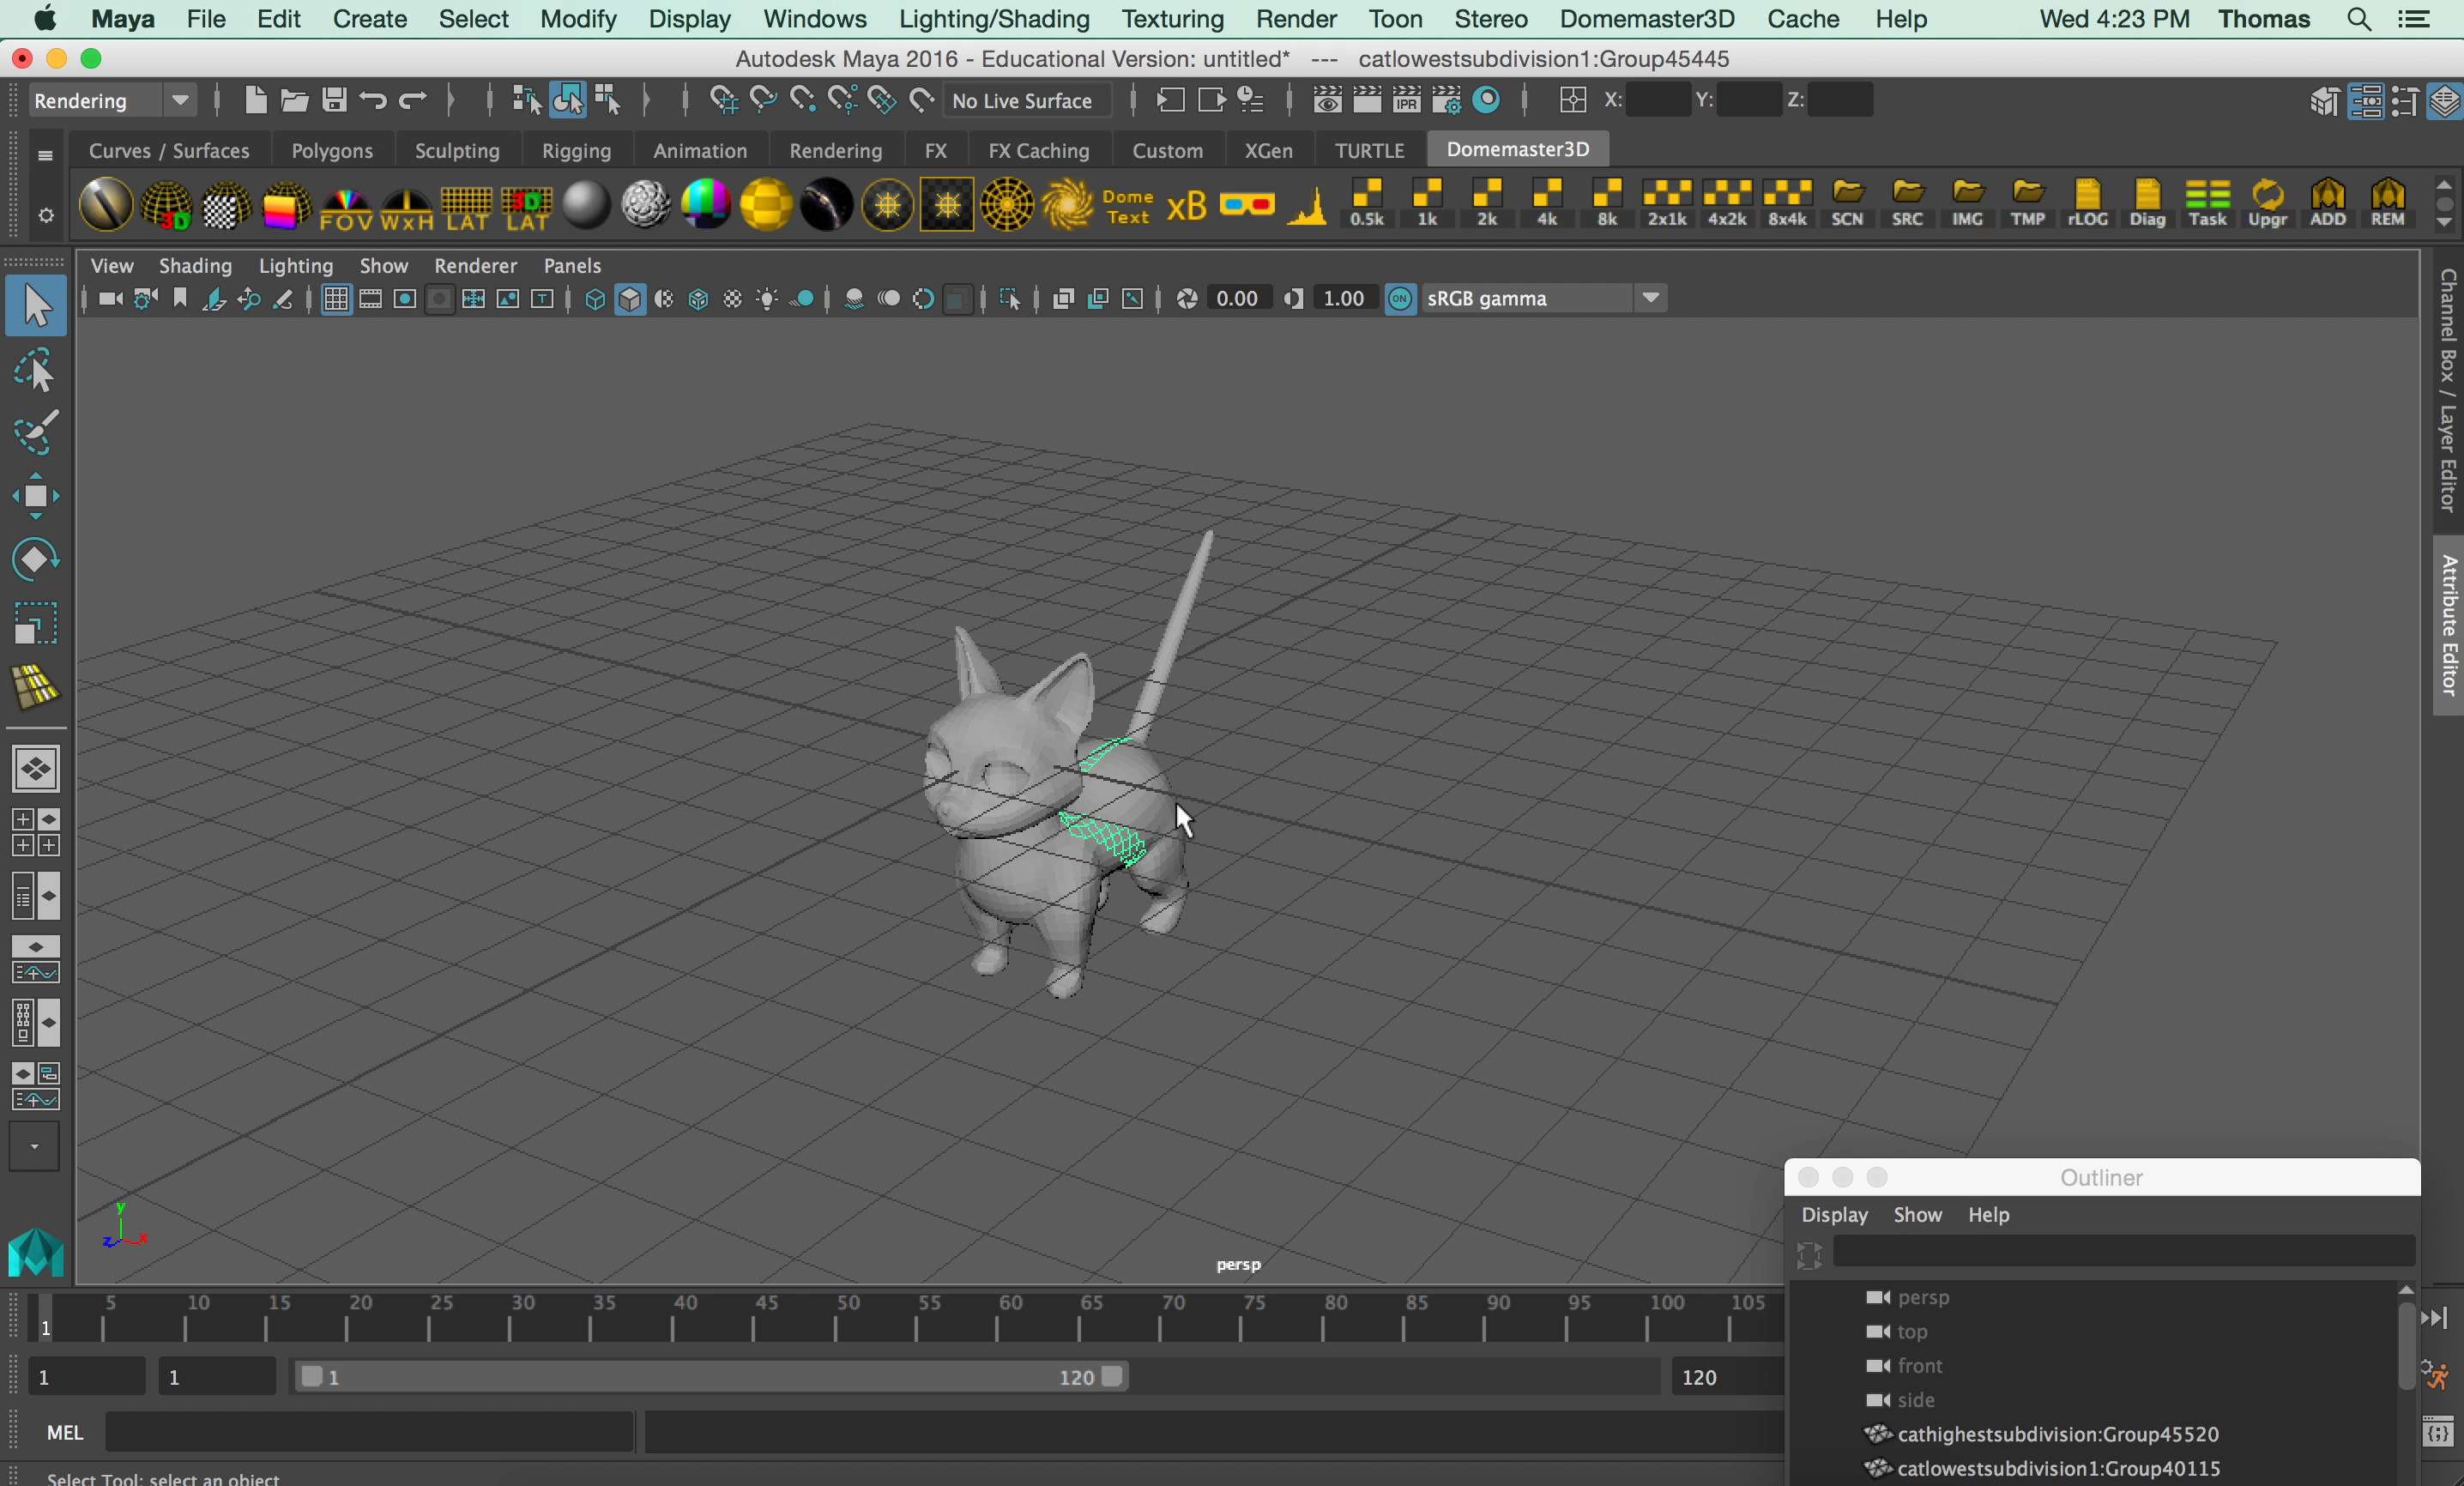 Maya File Edit Create Select Modify Display Windows Lighting/Shading Texturing Render Toon Stereo Domemaster3D Cache Help Wed 4:23 PM Thomas
Autodesk Maya 2016 - Educational Version: untitled* --- catlowestsubdivision1:Group45445
Rendering No Live Surface IPR X: Y: Z:
Curves / Surfaces Polygons Sculpting Rigging Animation Rendering FX FX Caching Custom XGen TURTLE Domemaster3D
3D FOV WxH LAT 3D LAT Dome Text xB 0.5k 1k 2k 4k 8k 2x1k 4x2k 8x4k SCN SRC IMG TMP rLOG Diag Task Upgr ADD REM
View Shading Lighting Show Renderer Panels
0.00 1.00 ON sRGB gamma
Channel Box / Layer Editor
Attribute Editor
y
z x
persp
Outliner
Display Show Help
persp
top
front
side
cathighestsubdivision:Group45520
catlowestsubdivision1:Group40115
5 10 15 20 25 30 35 40 45 50 55 60 65 70 75 80 85 90 95 100 105
1
1 1 1 120 120
MEL
Select Tool: select an object